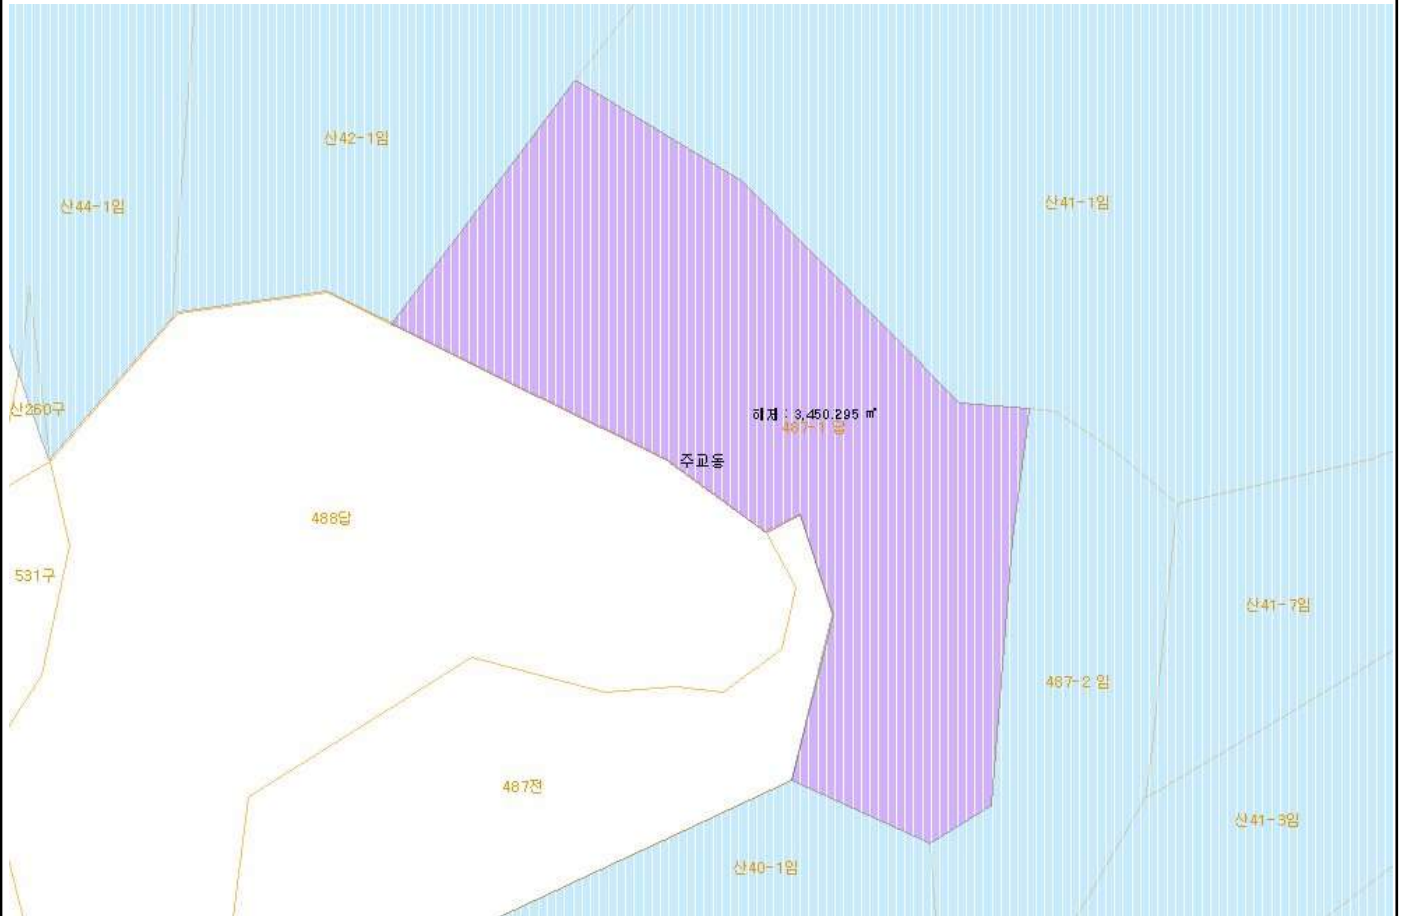 산42-1임
산44-1임
산41-1임
산260구
해제 : 3,450.295 ㎡
487-1 답
주교동
488답
531구
산41-7임
487-2 임
487전
산41-3임
산40-1임